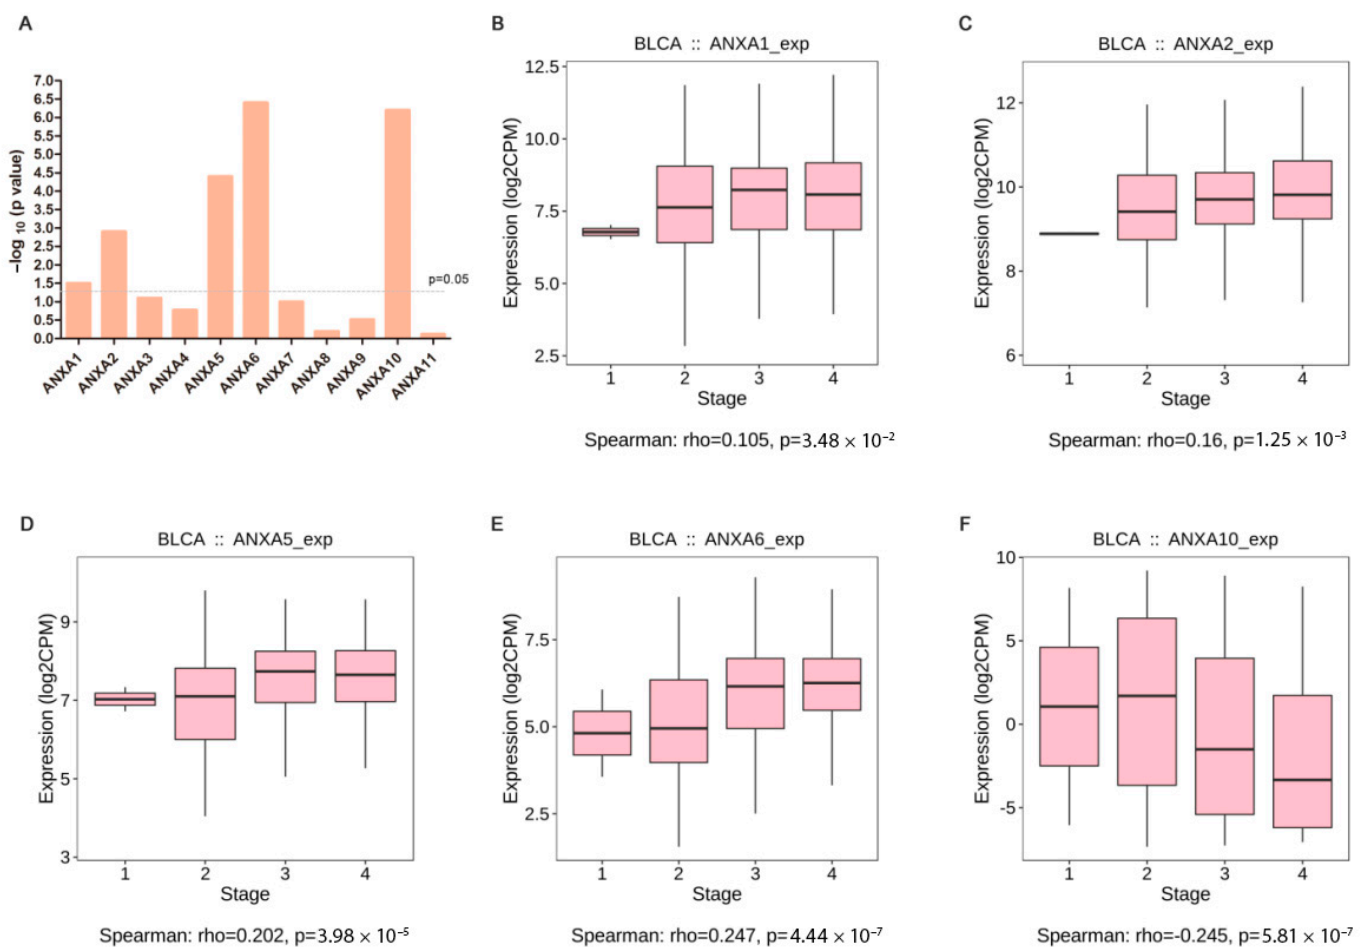 A
−log 10 (p value)
7.0
6.5
6.0
5.5
5.0
4.5
4.0
3.5
3.0
2.5
2.0
1.5
1.0
0.5
0.0
p=0.05
ANXA1
ANXA2
ANXA3
ANXA4
ANXA5
ANXA6
ANXA7
ANXA8
ANXA9
ANXA10
ANXA11
B
BLCA :: ANXA1_exp
Expression (log2CPM)
12.5
10.0
7.5
5.0
2.5
1 2 3 4
Stage
Spearman: rho=0.105, p=3.48 × 10⁻²
C
BLCA :: ANXA2_exp
Expression (log2CPM)
12
10
8
6
1 2 3 4
Stage
Spearman: rho=0.16, p=1.25 × 10⁻³
D
BLCA :: ANXA5_exp
Expression (log2CPM)
9
7
5
3
1 2 3 4
Stage
Spearman: rho=0.202, p=3.98 × 10⁻⁵
E
BLCA :: ANXA6_exp
Expression (log2CPM)
7.5
5.0
2.5
1 2 3 4
Stage
Spearman: rho=0.247, p=4.44 × 10⁻⁷
F
BLCA :: ANXA10_exp
Expression (log2CPM)
10
5
0
-5
1 2 3 4
Stage
Spearman: rho=-0.245, p=5.81 × 10⁻⁷